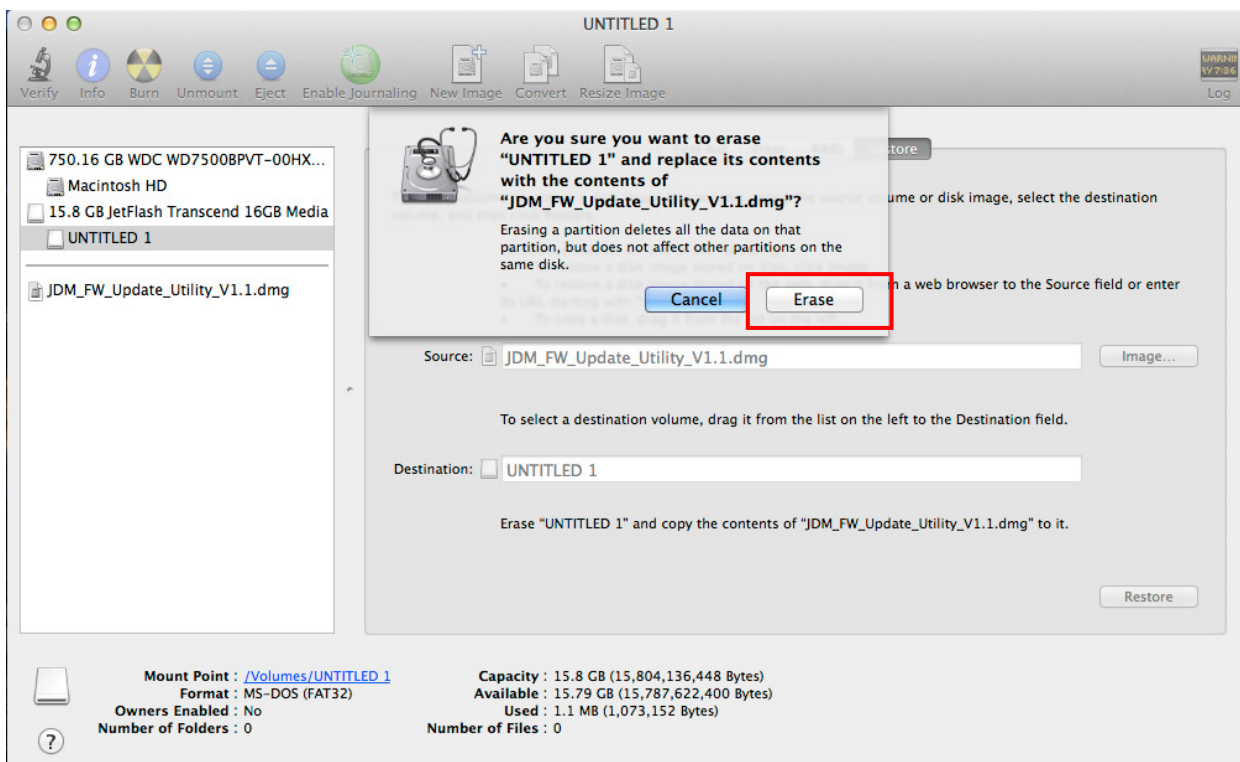 UNTITLED 1
Verify Info Burn Unmount Eject Enable Journaling New Image Convert Resize Image Log
WARNIN
AY 7:36
750.16 GB WDC WD7500BPVT-00HX...
Macintosh HD
15.8 GB JetFlash Transcend 16GB Media
UNTITLED 1
JDM_FW_Update_Utility_V1.1.dmg
Are you sure you want to erase
“UNTITLED 1” and replace its contents
with the contents of
“JDM_FW_Update_Utility_V1.1.dmg”?
Erasing a partition deletes all the data on that
partition, but does not affect other partitions on the
same disk.
Cancel Erase
store
ume or disk image, select the destination
m a web browser to the Source field or enter
Source: JDM_FW_Update_Utility_V1.1.dmg Image...
To select a destination volume, drag it from the list on the left to the Destination field.
Destination: UNTITLED 1
Erase “UNTITLED 1” and copy the contents of “JDM_FW_Update_Utility_V1.1.dmg” to it.
Restore
Mount Point : /Volumes/UNTITLED 1 Capacity : 15.8 GB (15,804,136,448 Bytes)
Format : MS-DOS (FAT32) Available : 15.79 GB (15,787,622,400 Bytes)
Owners Enabled : No Used : 1.1 MB (1,073,152 Bytes)
Number of Folders : 0 Number of Files : 0
?